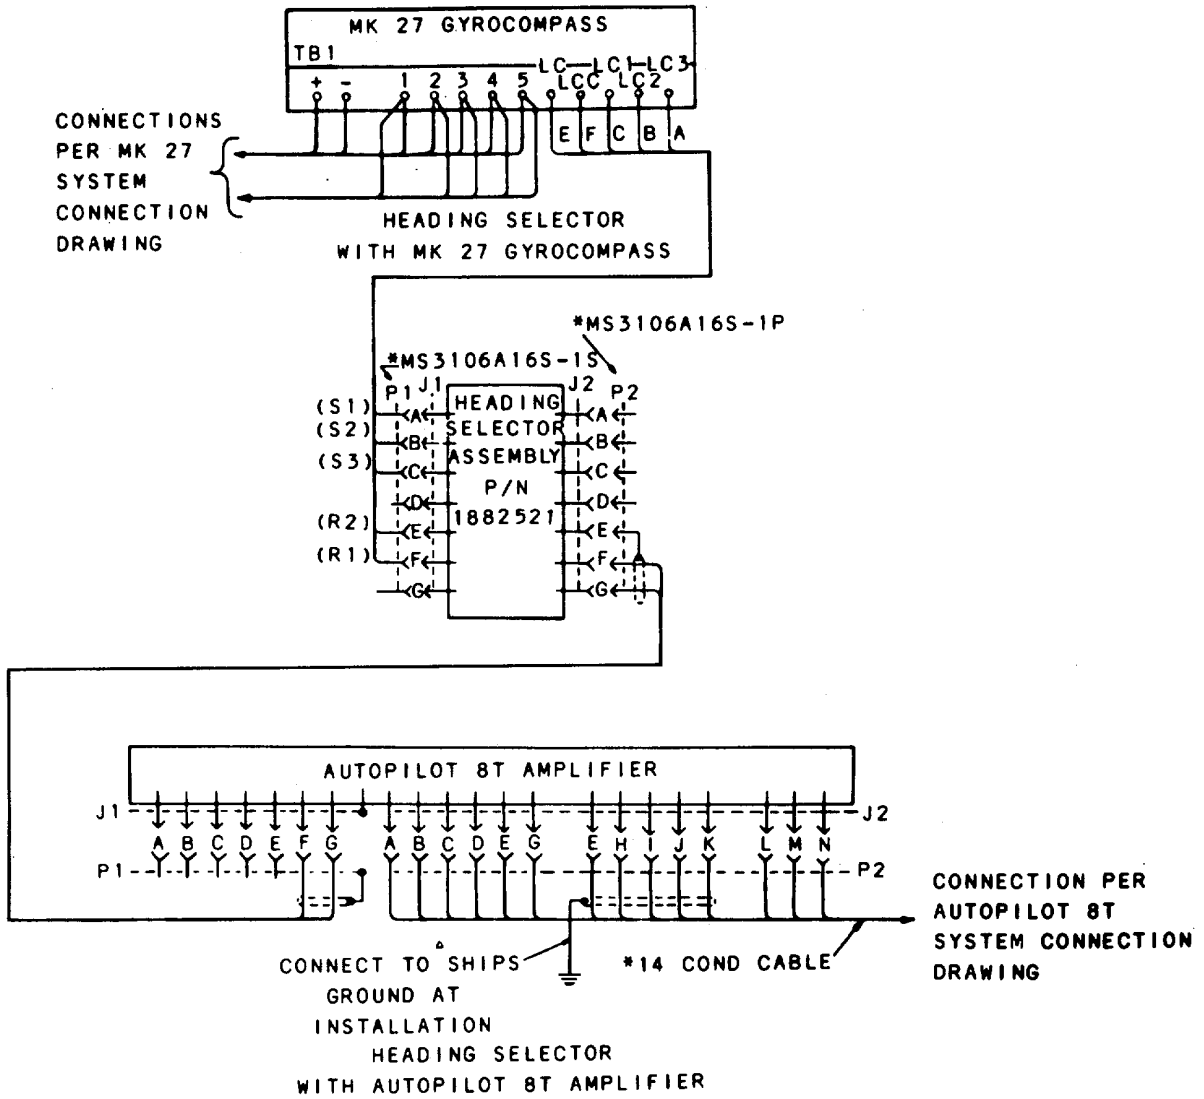 MK 27 GYROCOMPASS
TB1
LC LC1 LC3
+ - 1 2 3 4 5 LCC LC2
E F C B A
CONNECTIONS
PER MK 27
SYSTEM
CONNECTION
DRAWING
HEADING SELECTOR
WITH MK 27 GYROCOMPASS
*MS3106A16S-1P
*MS3106A16S-1S
P1 J1 J2 P2
HEADING
SELECTOR
ASSEMBLY
P/N
1882521
(S1) A A
(S2) B B
(S3) C C
D D
(R2) E E
(R1) F F
G G
AUTOPILOT 8T AMPLIFIER
J1 J2
A B C D E F G A B C D E G E H I J K L M N
P1 P2
CONNECTION PER
AUTOPILOT 8T
SYSTEM CONNECTION
DRAWING
*14 COND CABLE
CONNECT TO SHIPS
GROUND AT
INSTALLATION
HEADING SELECTOR
WITH AUTOPILOT 8T AMPLIFIER